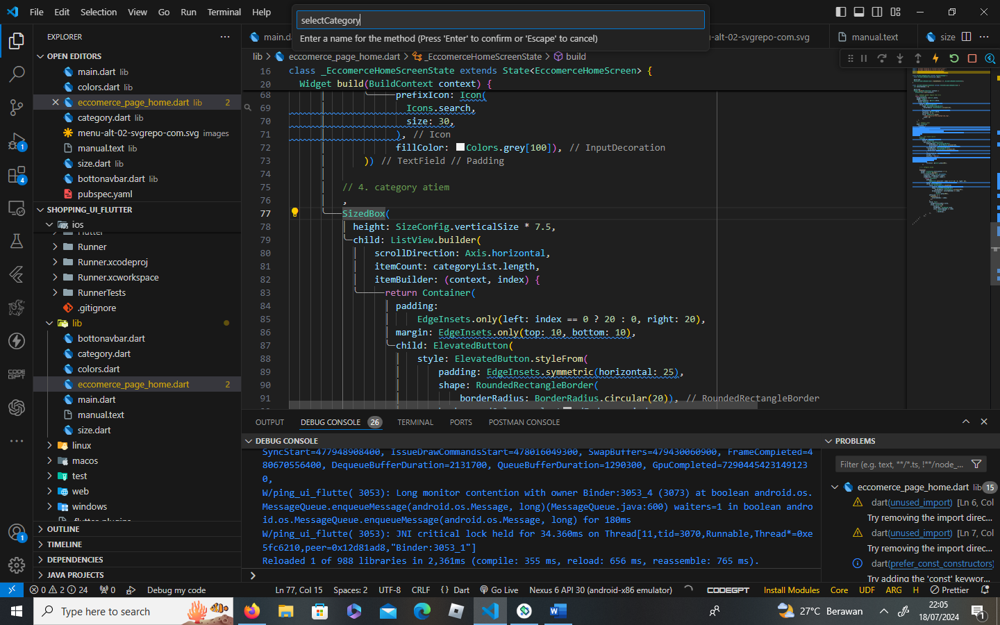 File Edit Selection View Go Run Terminal Help
selectCategory
Enter a name for the method (Press 'Enter' to confirm or 'Escape' to cancel)
EXPLORER
OPEN EDITORS
main.dart lib
colors.dart lib
eccomerce_page_home.dart lib 2
category.dart lib
menu-alt-02-svgrepo-com.svg images
manual.text lib
size.dart lib
bottonavbar.dart lib
pubspec.yaml
SHOPPING_UI_FLUTTER
ios
Flutter
Runner
Runner.xcodeproj
Runner.xcworkspace
RunnerTests
.gitignore
lib
bottonavbar.dart
category.dart
colors.dart
eccomerce_page_home.dart 2
main.dart
manual.text
size.dart
linux
macos
test
web
windows
OUTLINE
TIMELINE
DEPENDENCIES
JAVA PROJECTS
1
4
CODE
GPT
1
main.d
u-alt-02-svgrepo-com.svg
manual.text
size
lib > eccomerce_page_home.dart > _EccomerceHomeScreenState > build
16 class _EccomerceHomeScreenState extends State<EccomerceHomeScreen> {
20 Widget build(BuildContext context) {
68 prefixIcon: Icon(
69 Icons.search,
70 size: 30,
71 ), // Icon
72 fillColor: Colors.grey[100]), // InputDecoration
73 )) // TextField // Padding
74
75 // 4. category atiem
76 ,
77 SizedBox(
78 height: SizeConfig.verticalSize * 7.5,
79 child: ListView.builder(
80 scrollDirection: Axis.horizontal,
81 itemCount: categoryList.length,
82 itemBuilder: (context, index) {
83 return Container(
84 padding:
85 EdgeInsets.only(left: index == 0 ? 20 : 0, right: 20),
86 margin: EdgeInsets.only(top: 10, bottom: 10),
87 child: ElevatedButton(
88 style: ElevatedButton.styleFrom(
89 padding: EdgeInsets.symmetric(horizontal: 25),
90 shape: RoundedRectangleBorder(
91 borderRadius: BorderRadius.circular(20)), // RoundedRectangleBorder
OUTPUT DEBUG CONSOLE 26 TERMINAL PORTS POSTMAN CONSOLE
DEBUG CONSOLE
SyncStart=477948908400, IssueDrawCommandsStart=478016049300, SwapBuffers=479430060900, FrameCompleted=4
80670556400, DequeueBufferDuration=2131700, QueueBufferDuration=1290300, GpuCompleted=7290445423149123
0,
W/ping_ui_flutte( 3053): Long monitor contention with owner Binder:3053_4 (3073) at boolean android.os.
MessageQueue.enqueueMessage(android.os.Message, long)(MessageQueue.java:600) waiters=1 in boolean andro
id.os.MessageQueue.enqueueMessage(android.os.Message, long) for 180ms
W/ping_ui_flutte( 3053): JNI critical lock held for 34.360ms on Thread[11,tid=3070,Runnable,Thread*=0xe
5fc6210,peer=0x12d81ad8,"Binder:3053_1"]
Reloaded 1 of 988 libraries in 2,361ms (compile: 355 ms, reload: 656 ms, reassemble: 765 ms).
PROBLEMS
Filter (e.g. text, **/*.ts, !**/node_...
eccomerce_page_home.dart lib 15
dart(unused_import) [Ln 6, Col
Try removing the import direc...
dart(unused_import) [Ln 7, Col
Try removing the import direc...
dart(prefer_const_constructors)
Try adding the 'const' keywor...
0 2 24 0 Debug my code Ln 77, Col 15 Spaces: 2 UTF-8 CRLF {} Dart Go Live Nexus 6 API 30 (android-x86 emulator) CODEGPT Install Modules Core UDF ARG H Prettier
Type here to search
27°C Berawan
22:05
18/07/2024
1